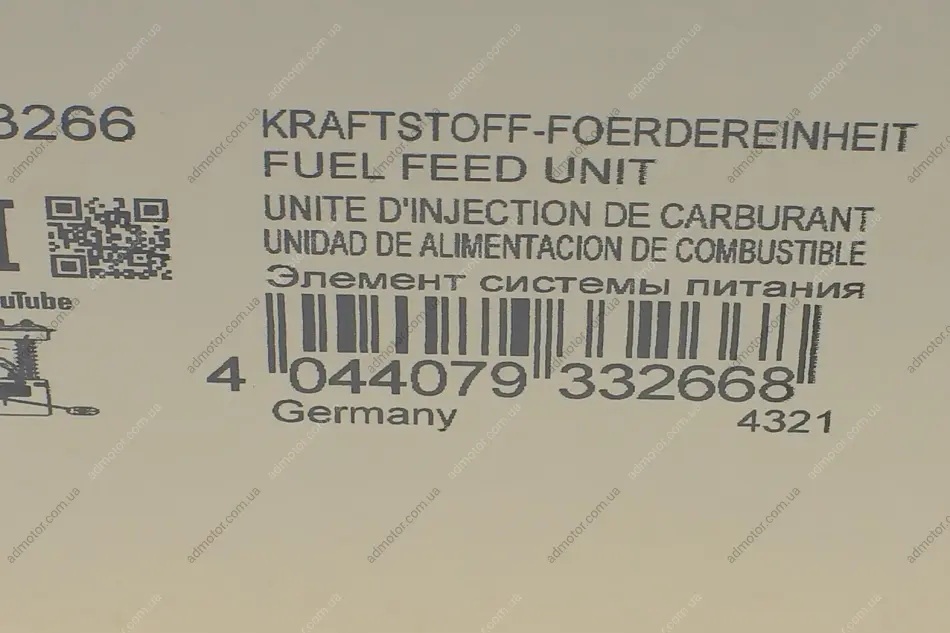 3266
KRAFTSTOFF-FOERDEREINHEIT
FUEL FEED UNIT
UNITE D'INJECTION DE CARBURANT
UNIDAD DE ALIMENTACION DE COMBUSTIBLE
Элемент системы питания
uTube
4 044079 332668
Germany
4321
admotor.com.ua